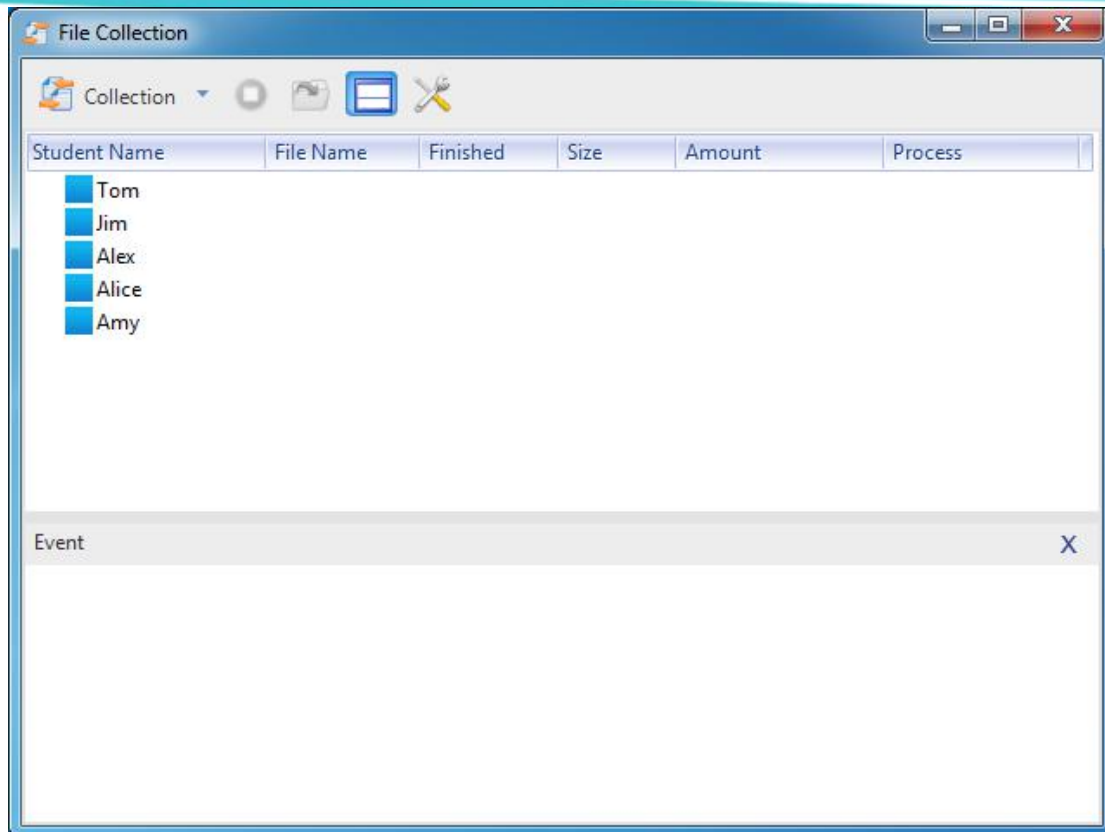 File Collection
Collection
Student Name File Name Finished Size Amount Process
Tom
Jim
Alex
Alice
Amy
Event X